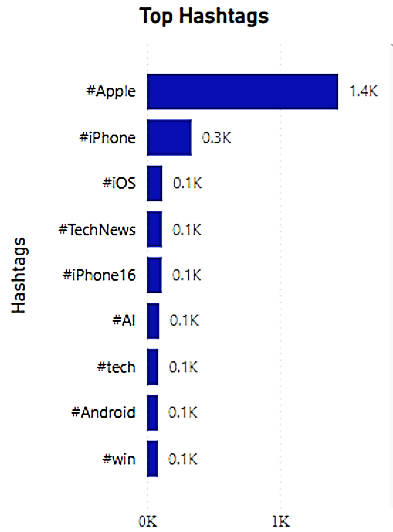 Top Hashtags
#Apple 1.4K
#iPhone 0.3K
#iOS 0.1K
#TechNews 0.1K
#iPhone16 0.1K
#AI 0.1K
#tech 0.1K
#Android 0.1K
#win 0.1K
Hashtags
0K 1K